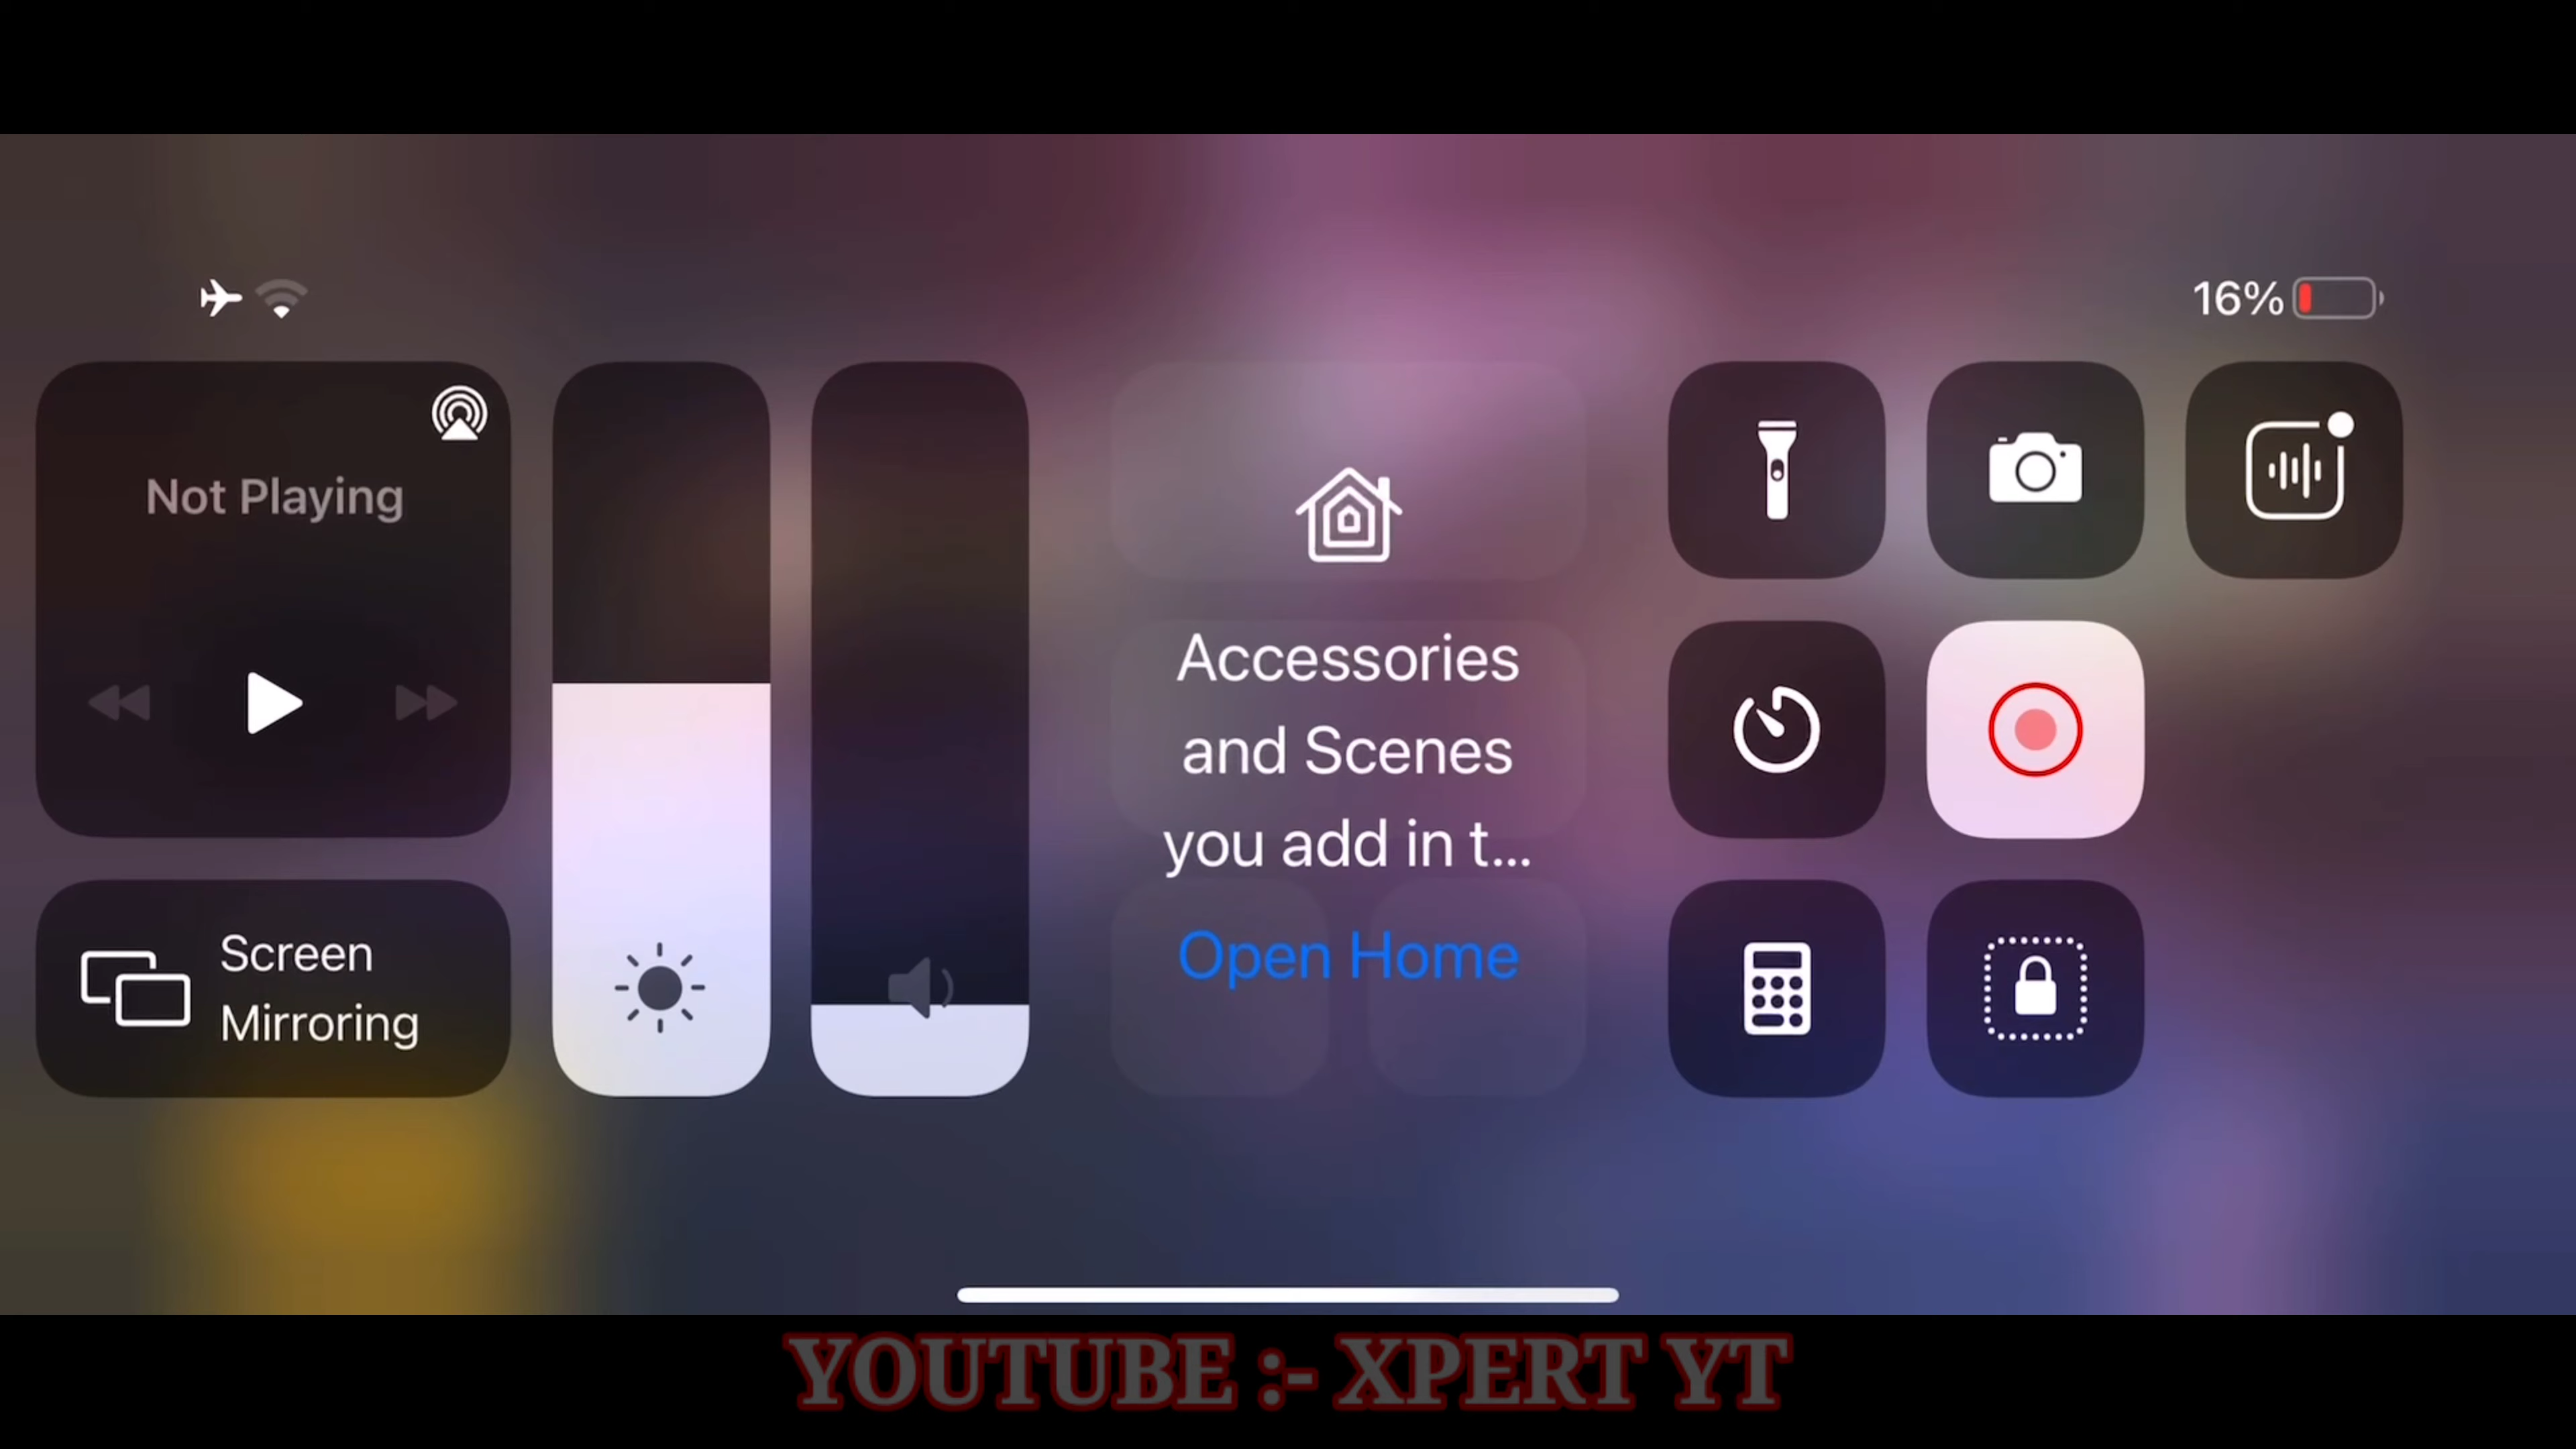 16%
Not Playing
Accessories
and Scenes
you add in t...
Open Home
Screen
Mirroring
YOUTUBE :- XPERT YT